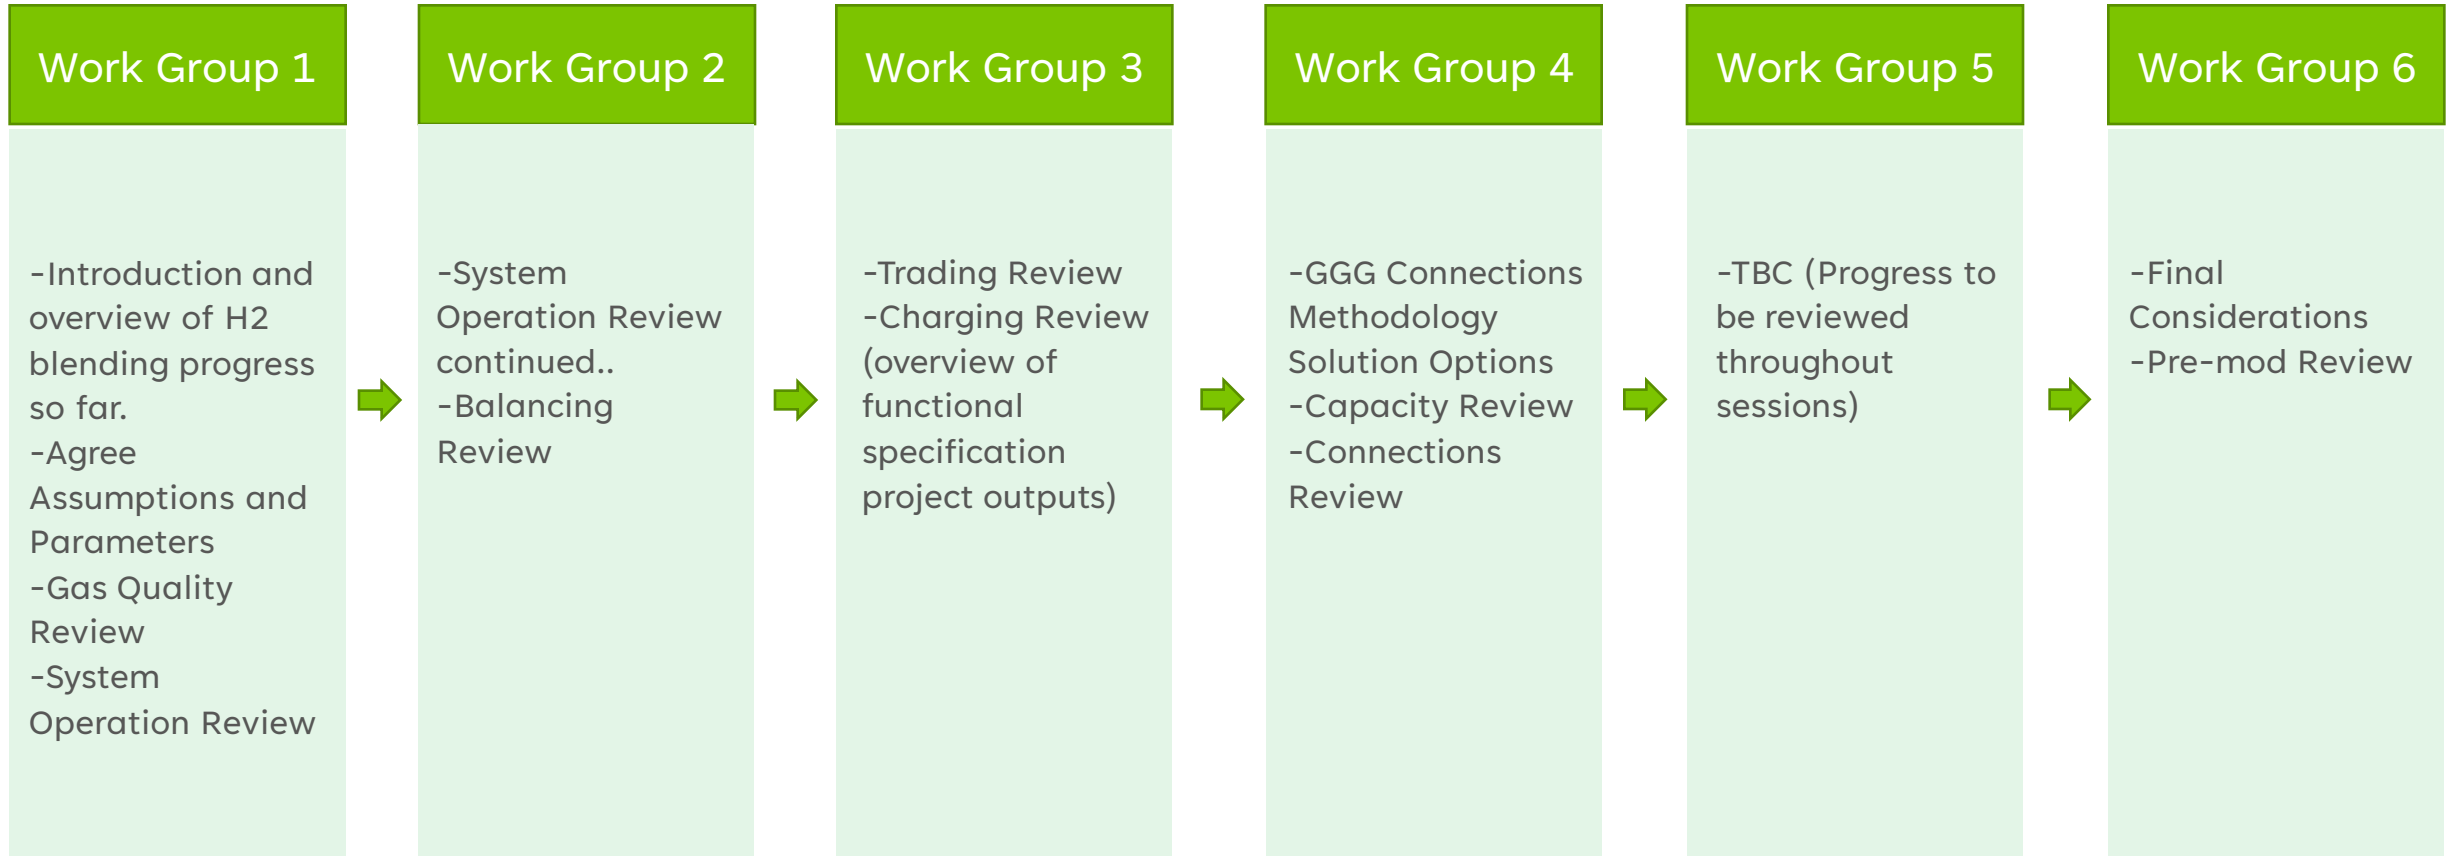 Work Group 1
-Introduction and
overview of H2
blending progress
so far.
-Agree
Assumptions and
Parameters
-Gas Quality
Review
-System
Operation Review
Work Group 2
-System
Operation Review
continued..
-Balancing
Review
Work Group 3
-Trading Review
-Charging Review
(overview of
functional
specification
project outputs)
Work Group 4
-GGG Connections
Methodology
Solution Options
-Capacity Review
-Connections
Review
Work Group 5
-TBC (Progress to
be reviewed
throughout
sessions)
Work Group 6
-Final
Considerations
-Pre-mod Review